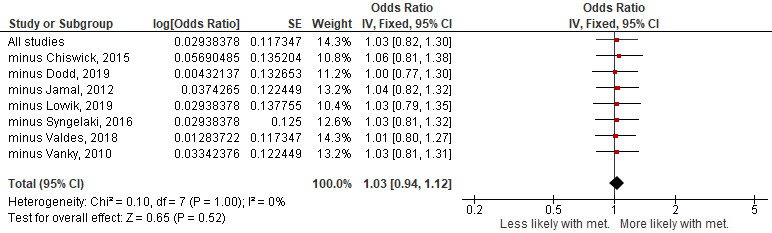 Odds Ratio Odds Ratio
Study or Subgroup log[Odds Ratio] SE Weight IV, Fixed, 95% CI IV, Fixed, 95% CI
All studies 0.02938378 0.117347 14.3% 1.03 [0.82, 1.30]
minus Chiswick, 2015 0.05690485 0.135204 10.8% 1.06 [0.81, 1.38]
minus Dodd, 2019 0.00432137 0.132653 11.2% 1.00 [0.77, 1.30]
minus Jamal, 2012 0.0374265 0.122449 13.2% 1.04 [0.82, 1.32]
minus Lowik, 2019 0.02938378 0.137755 10.4% 1.03 [0.79, 1.35]
minus Syngelaki, 2016 0.02938378 0.125 12.6% 1.03 [0.81, 1.32]
minus Valdes, 2018 0.01283722 0.117347 14.3% 1.01 [0.80, 1.27]
minus Vanky, 2010 0.03342376 0.122449 13.2% 1.03 [0.81, 1.31]
Total (95% CI) 100.0% 1.03 [0.94, 1.12]
Heterogeneity: Chi² = 0.10, df = 7 (P = 1.00); I² = 0%
Test for overall effect: Z = 0.65 (P = 0.52)
0.2 0.5 1 2 5
Less likely with met. More likely with met.